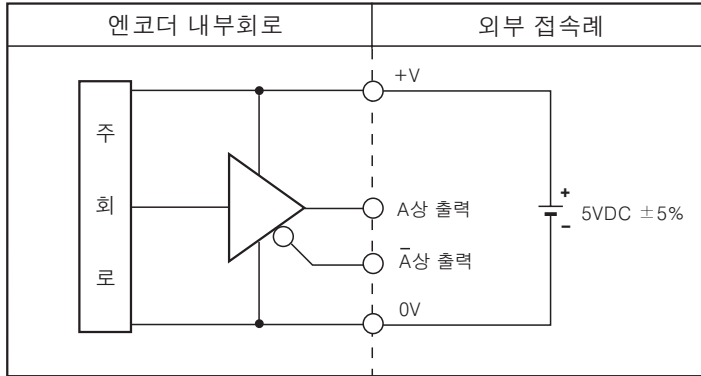 엔코더 내부회로
외부 접속례
주
회
로
+V
A상 출력
A̅상 출력
0V
+
5VDC ±5%
−